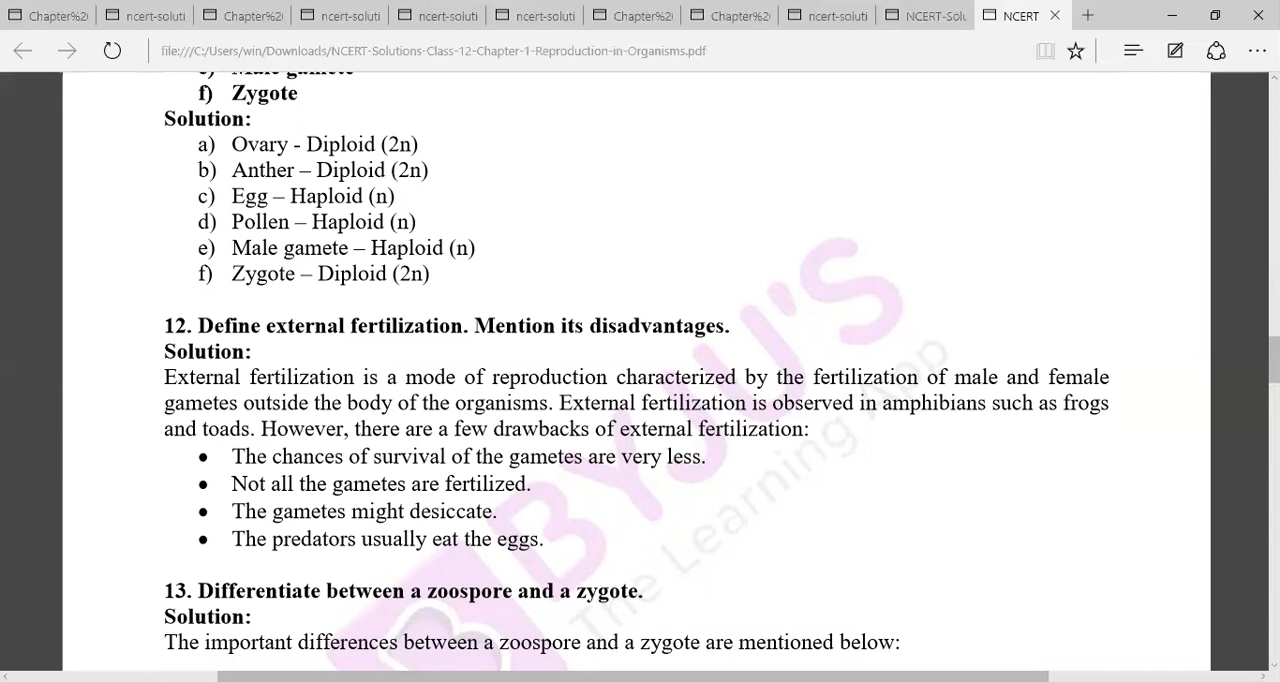 Chapter%2( ncert-soluti Chapter%2( ncert-soluti ncert-soluti ncert-soluti Chapter%2( Chapter%2( ncert-soluti NCERT-Solu NCERT
file:///C:/Users/win/Downloads/NCERT-Solutions-Class-12-Chapter-1-Reproduction-in-Organisms.pdf
e) Male gamete
f) Zygote
Solution:
a) Ovary - Diploid (2n)
b) Anther – Diploid (2n)
c) Egg – Haploid (n)
d) Pollen – Haploid (n)
e) Male gamete – Haploid (n)
f) Zygote – Diploid (2n)
12. Define external fertilization. Mention its disadvantages.
Solution:
External fertilization is a mode of reproduction characterized by the fertilization of male and female
gametes outside the body of the organisms. External fertilization is observed in amphibians such as frogs
and toads. However, there are a few drawbacks of external fertilization:
• The chances of survival of the gametes are very less.
• Not all the gametes are fertilized.
• The gametes might desiccate.
• The predators usually eat the eggs.
13. Differentiate between a zoospore and a zygote.
Solution:
The important differences between a zoospore and a zygote are mentioned below:
BYJU'S
The Learning App